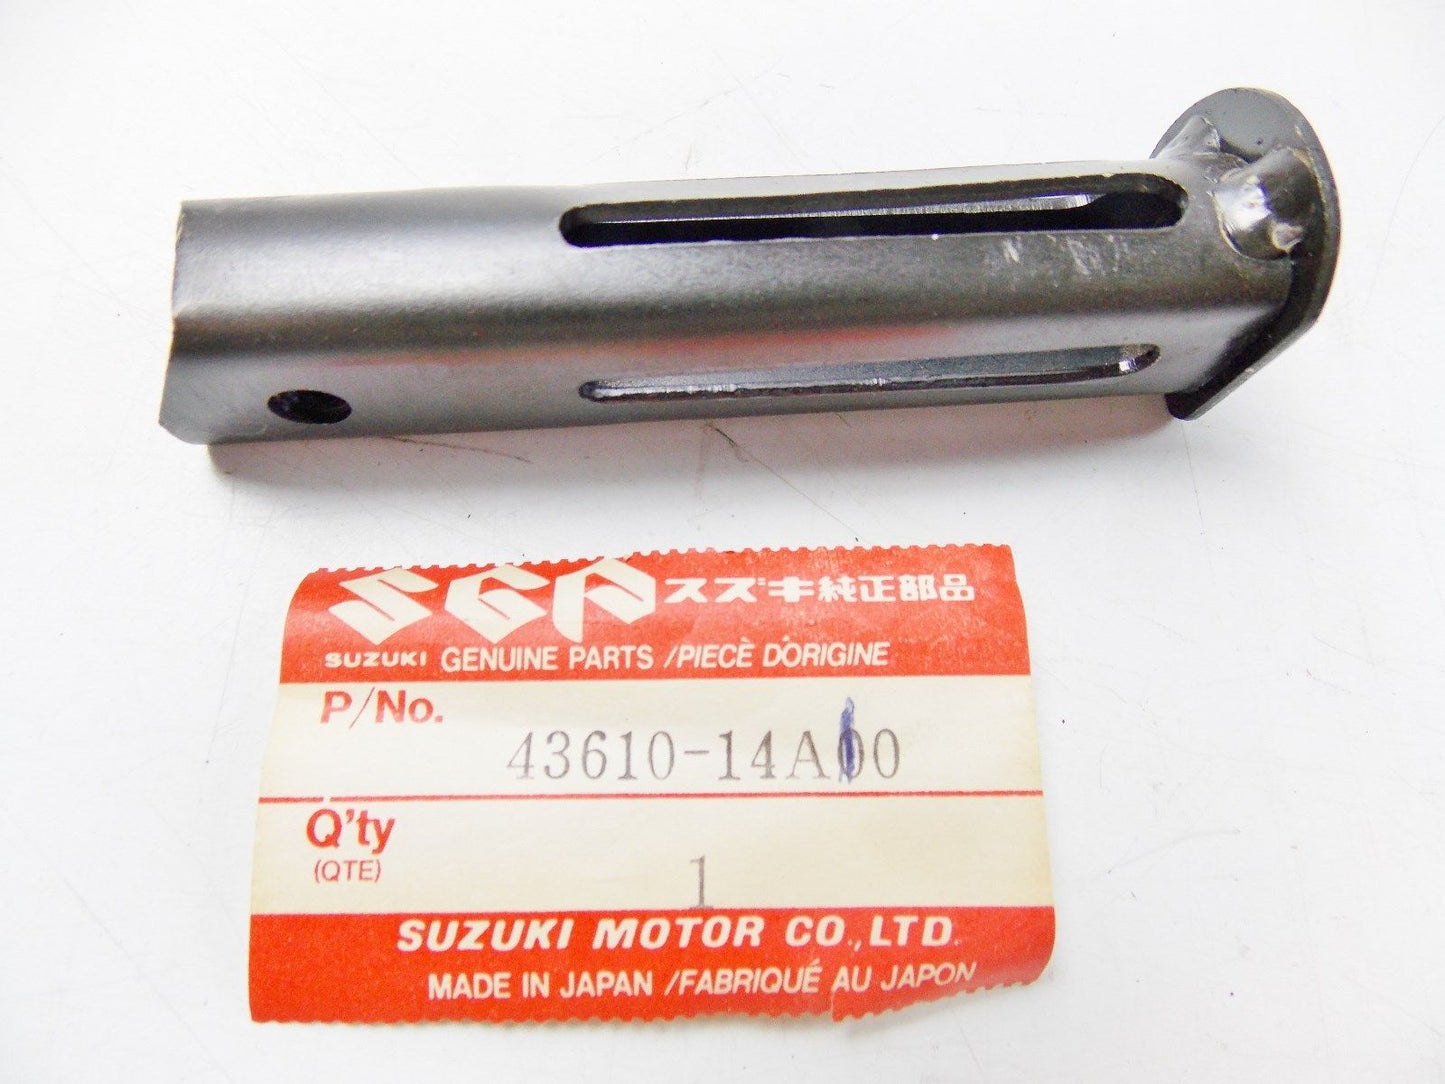 SGP スズキ純正部品
SUZUKI GENUINE PARTS / PIECÈ D'ORIGINE
P/No.
43610-14A00
Q'ty
(QTE)
1
SUZUKI MOTOR CO., LTD.
MADE IN JAPAN / FABRIQUÉ AU JAPON